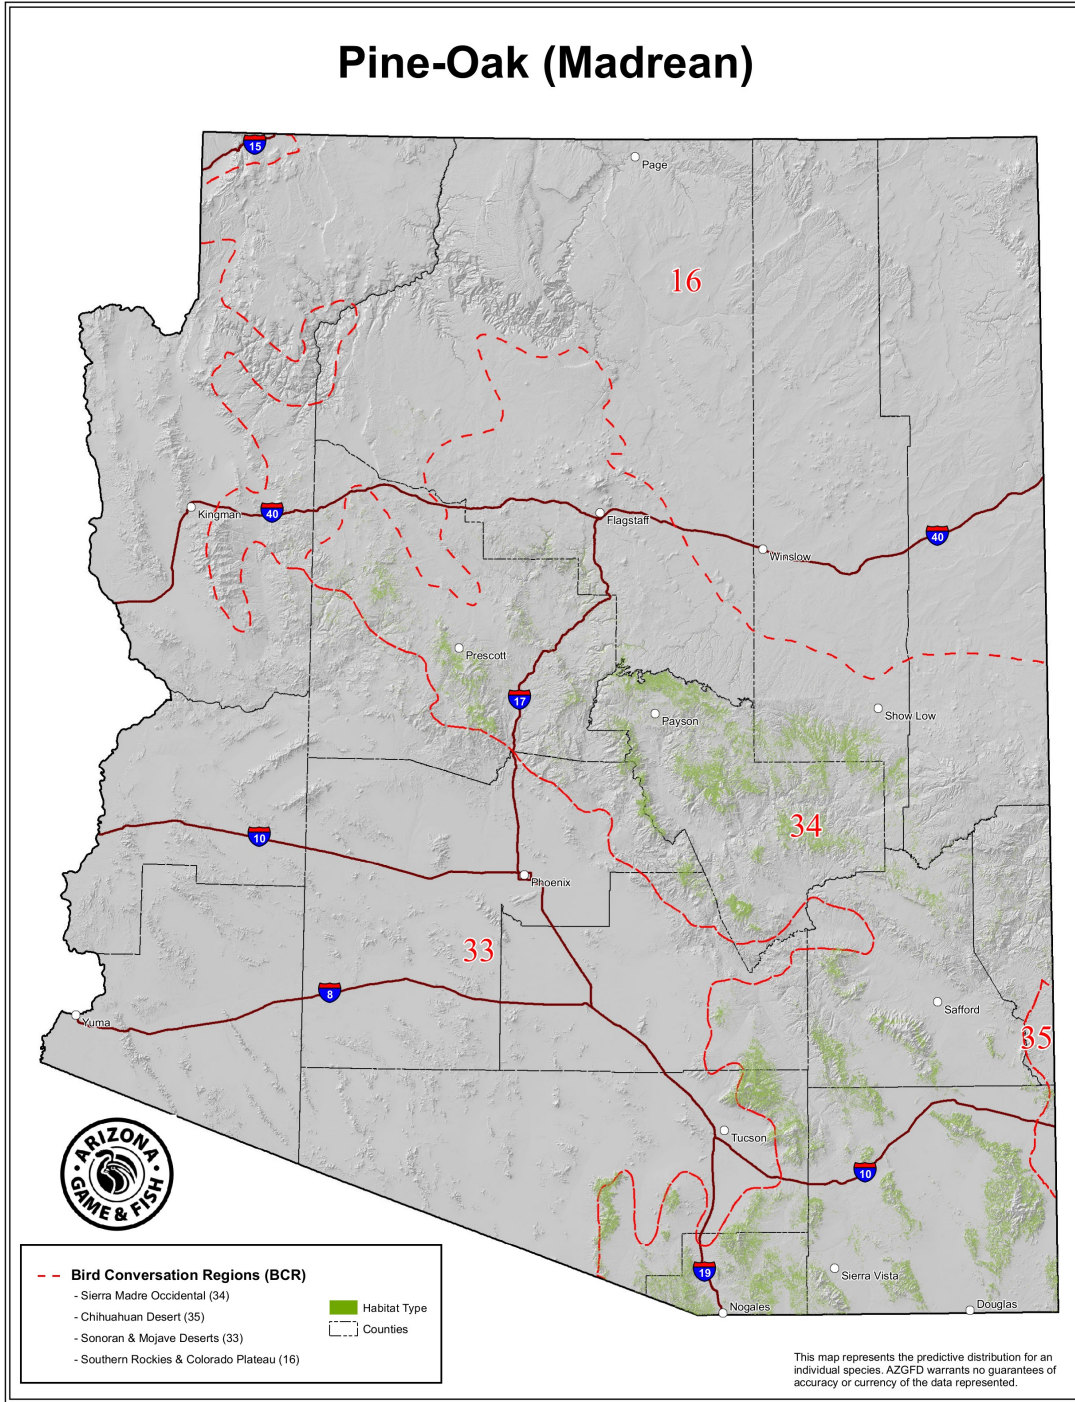 Pine-Oak (Madrean)
15
Page
16
Kingman
40
Flagstaff
40
Winslow
Prescott
17
Payson
Show Low
34
10
Phoenix
33
8
Safford
Yuma
35
Tucson
10
ARIZONA
GAME & FISH
19
Sierra Vista
Nogales
Douglas
Bird Conversation Regions (BCR)
- Sierra Madre Occidental (34)
- Chihuahuan Desert (35)
- Sonoran & Mojave Deserts (33)
- Southern Rockies & Colorado Plateau (16)
Habitat Type
Counties
This map represents the predictive distribution for an
individual species. AZGFD warrants no guarantees of
accuracy or currency of the data represented.